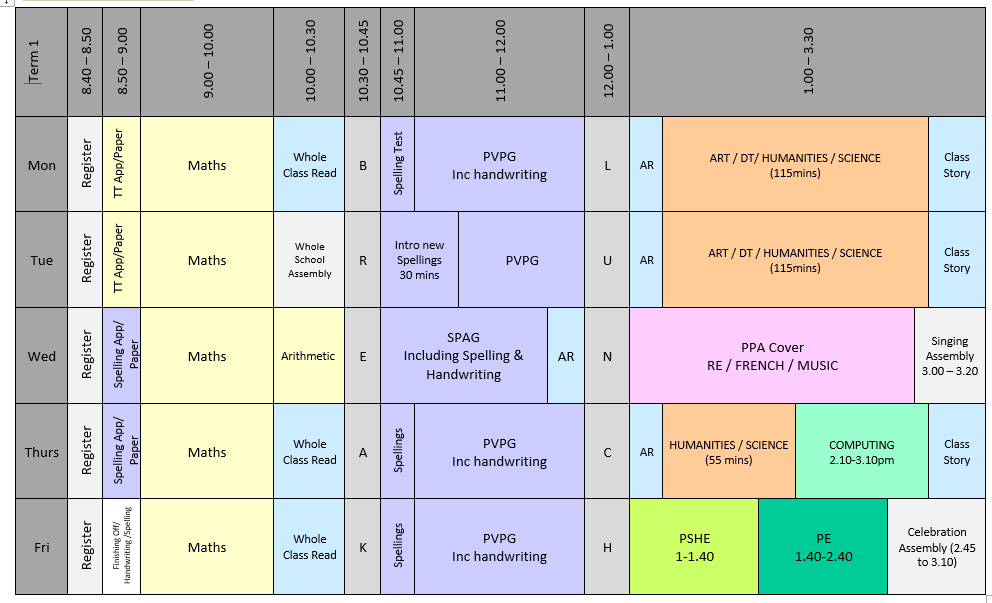 Term 1
8.40 – 8.50
8.50 – 9.00
9.00 – 10.00
10.00 – 10.30
10.30 – 10.45
10.45 – 11.00
11.00 – 12.00
12.00 – 1.00
1.00 – 3.30
Mon
Register
TT App/Paper
Maths
Whole
Class Read
B
Spelling Test
PVPG
Inc handwriting
L
AR
ART / DT/ HUMANITIES / SCIENCE
(115mins)
Class
Story
Tue
Register
TT App/Paper
Maths
Whole
School
Assembly
R
Intro new
Spellings
30 mins
PVPG
U
AR
ART / DT / HUMANITIES / SCIENCE
(115mins)
Class
Story
Wed
Register
Spelling App/
Paper
Maths
Arithmetic
E
SPAG
Including Spelling &
Handwriting
AR
N
PPA Cover
RE / FRENCH / MUSIC
Singing
Assembly
3.00 – 3.20
Thurs
Register
Spelling App/
Paper
Maths
Whole
Class Read
A
Spellings
PVPG
Inc handwriting
C
AR
HUMANITIES / SCIENCE
(55 mins)
COMPUTING
2.10-3.10pm
Class
Story
Fri
Register
Finishing Off/
Handwriting /Spelling
Maths
Whole
Class Read
K
Spellings
PVPG
Inc handwriting
H
PSHE
1-1.40
PE
1.40-2.40
Celebration
Assembly (2.45
to 3.10)